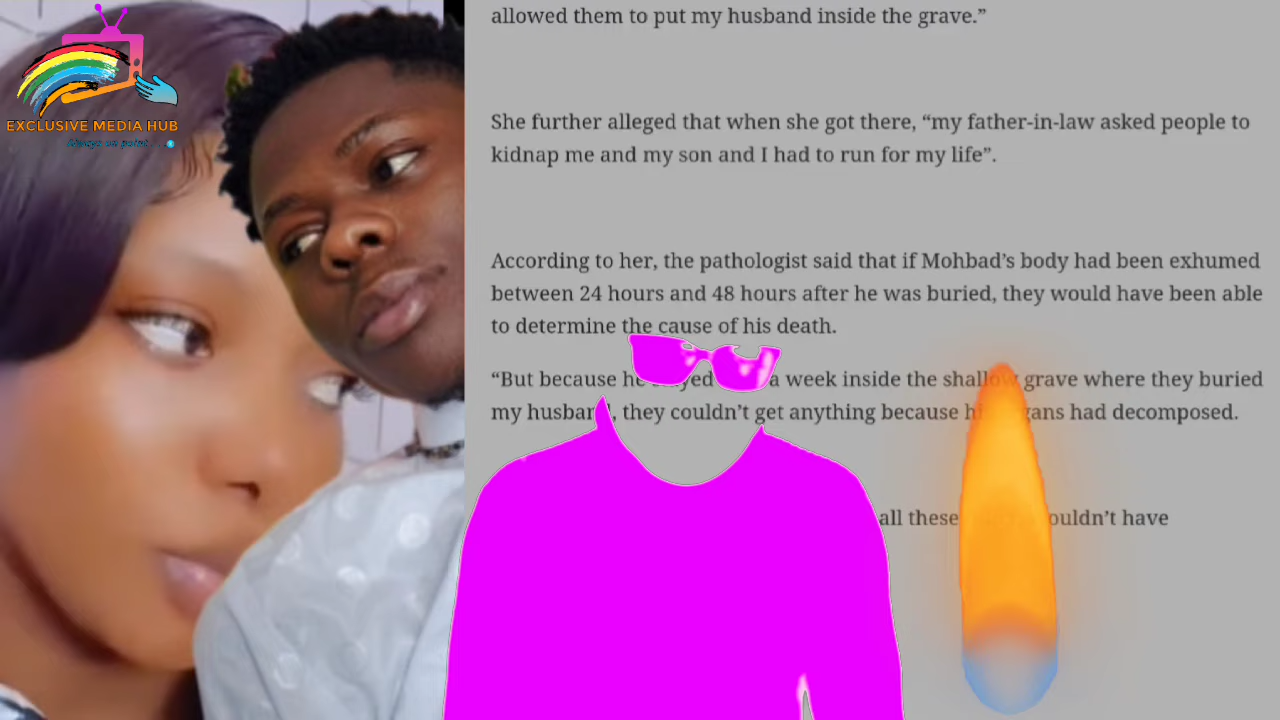 EXCLUSIVE MEDIA HUB
allowed them to put my husband inside the grave.”
She further alleged that when she got there, “my father-in-law asked people to
kidnap me and my son and I had to run for my life”.
According to her, the pathologist said that if Mohbad’s body had been exhumed
between 24 hours and 48 hours after he was buried, they would have been able
to determine the cause of his death.
“But because he a week inside the shallow grave where they buried
my husband, they couldn’t get anything because had decomposed.
all these have